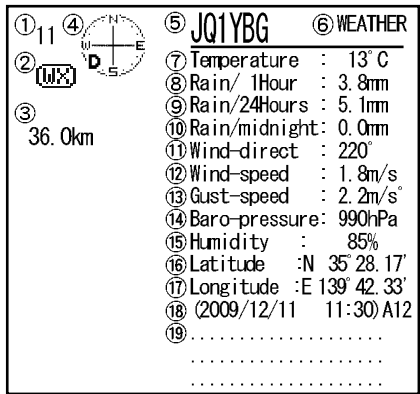 ① 11 ④ N W E S D
② WX
③
36.0km
⑤ JQ1YBG ⑥ WEATHER
⑦ Temperature : 13°C
⑧ Rain/ 1Hour : 3.8mm
⑨ Rain/24Hours : 5.1mm
⑩ Rain/midnight: 0.0mm
⑪ Wind-direct : 220°
⑫ Wind-speed : 1.8m/s
⑬ Gust-speed : 2.2m/s°
⑭ Baro-pressure: 990hPa
⑮ Humidity : 85%
⑯ Latitude :N 35°28.17'
⑰ Longitude :E 139°42.33'
⑱ (2009/12/11 11:30)A12
⑲ ....................
....................
....................